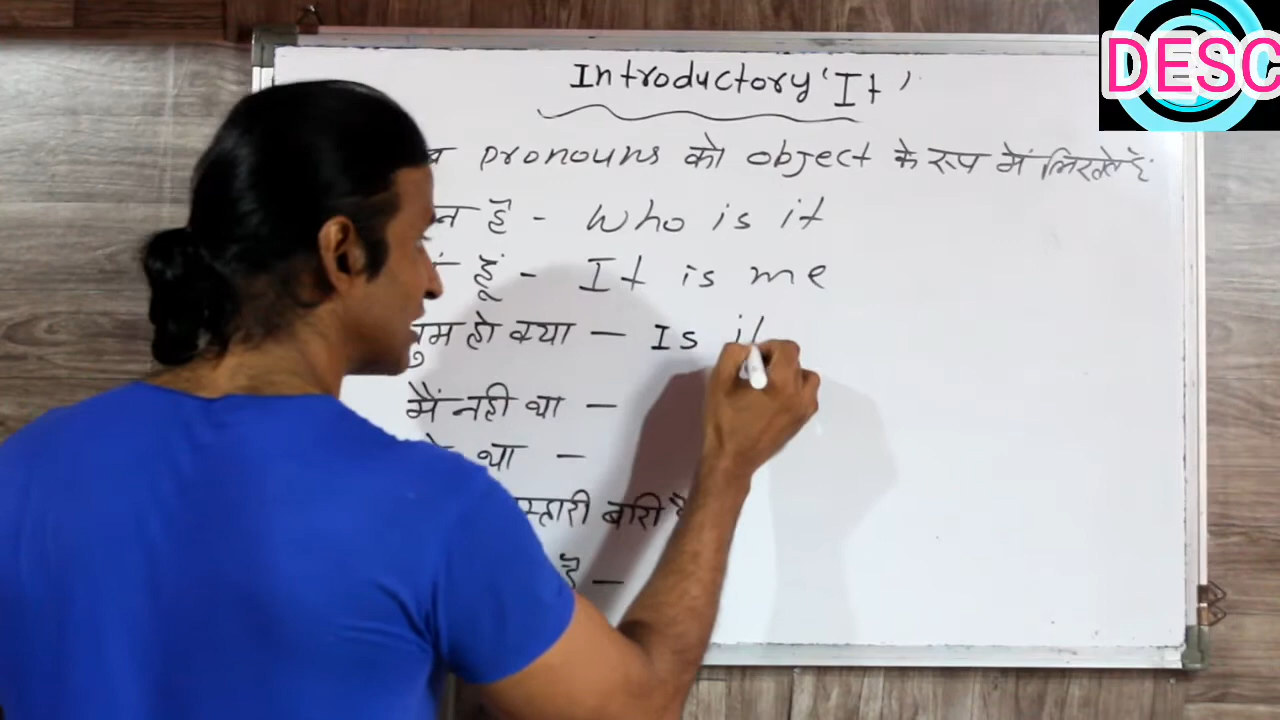 DESC
Introductory 'It'
pronouns को object के रूप में लिखते हैं
है - who is it
हूं - It is me
तुम हो क्या - Is it
मैं नही था -
था -
बारी
है -